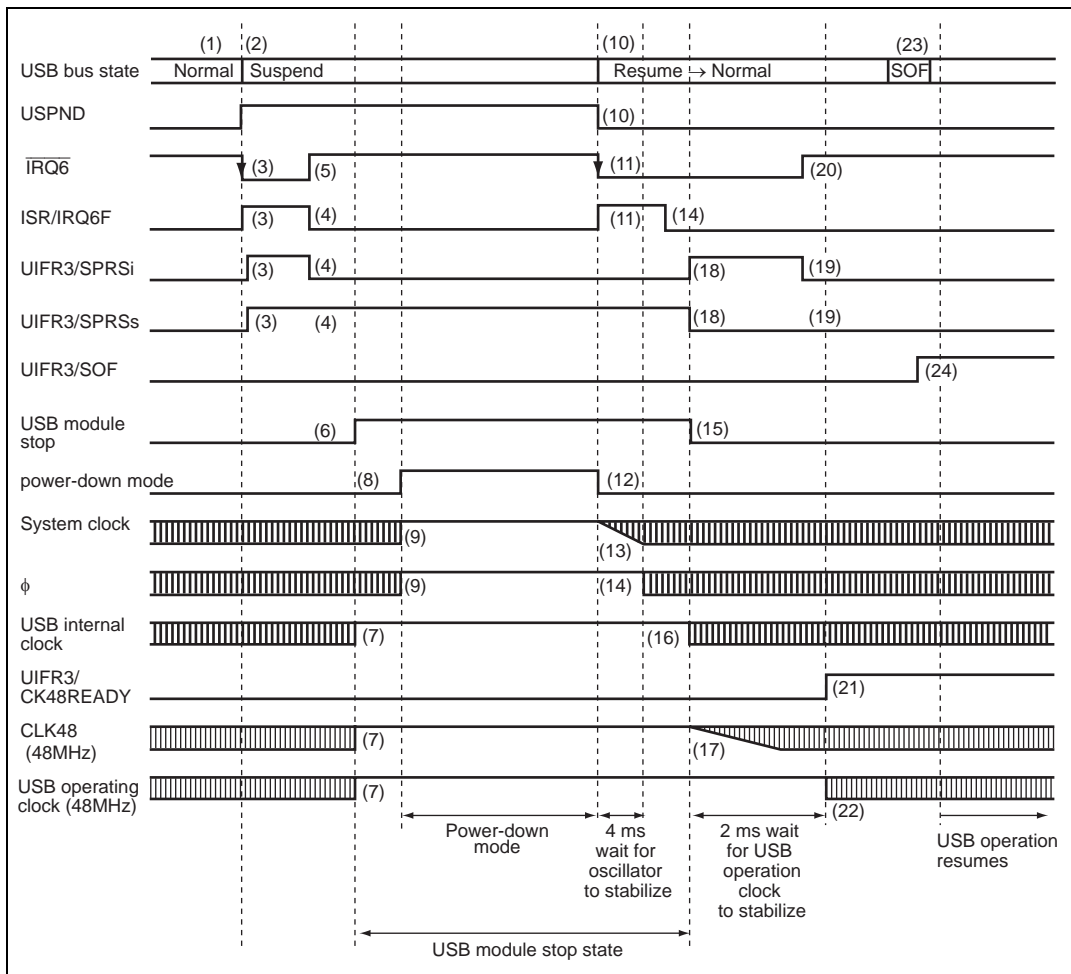 (1) (2) (10) (23)
USB bus state Normal Suspend Resume → Normal SOF
USPND (10)
IRQ6 (3) (5) (11) (20)
ISR/IRQ6F (3) (4) (11) (14)
UIFR3/SPRSi (3) (4) (18) (19)
UIFR3/SPRSs (3) (4) (18) (19)
UIFR3/SOF (24)
USB module
stop (6) (15)
power-down mode (8) (12)
System clock (9) (13)
ϕ (9) (14)
USB internal
clock (7) (16)
UIFR3/
CK48READY (21)
CLK48
(48MHz) (7) (17)
USB operating
clock (48MHz) (7) (22)
Power-down
mode
4 ms
wait for
oscillator
to stabilize
2 ms wait
for USB
operation
clock
to stabilize
USB operation
resumes
USB module stop state